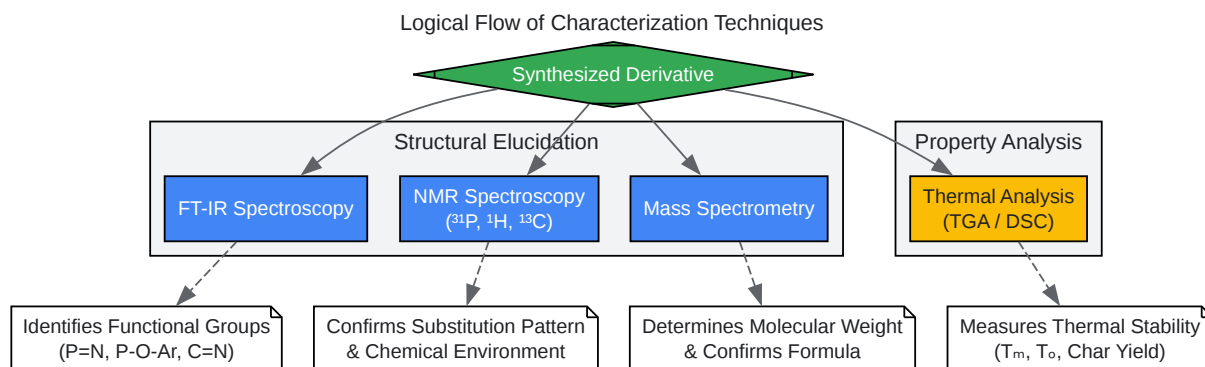 Logical Flow of Characterization Techniques
Synthesized Derivative
Structural Elucidation
Property Analysis
FT-IR Spectroscopy
NMR Spectroscopy
(³¹P, ¹H, ¹³C)
Mass Spectrometry
Thermal Analysis
(TGA / DSC)
Identifies Functional Groups
(P=N, P-O-Ar, C=N)
Confirms Substitution Pattern
& Chemical Environment
Determines Molecular Weight
& Confirms Formula
Measures Thermal Stability
(Tₘ, Tₒ, Char Yield)